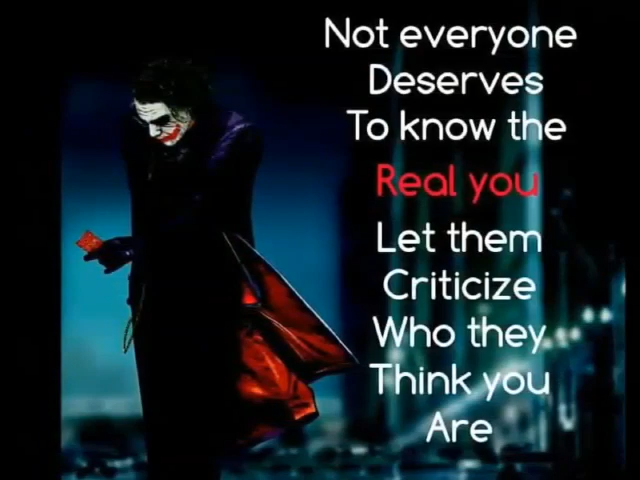 Not everyone
Deserves
To know the
Real you
Let them
Criticize
Who they
Think you
Are